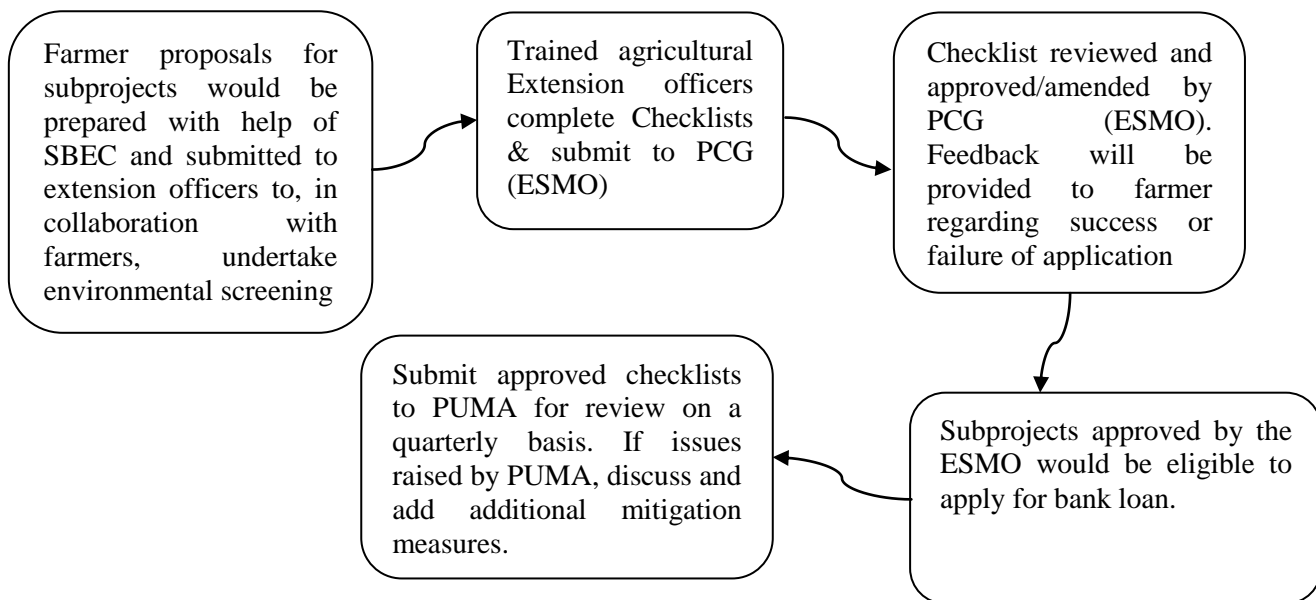 Farmer proposals for
subprojects would be
prepared with help of
SBEC and submitted to
extension officers to, in
collaboration with
farmers, undertake
environmental screening
Trained agricultural
Extension officers
complete Checklists
& submit to PCG
(ESMO)
Checklist reviewed and
approved/amended by
PCG (ESMO).
Feedback will be
provided to farmer
regarding success or
failure of application
Subprojects approved by the
ESMO would be eligible to
apply for bank loan.
Submit approved checklists
to PUMA for review on a
quarterly basis. If issues
raised by PUMA, discuss and
add additional mitigation
measures.